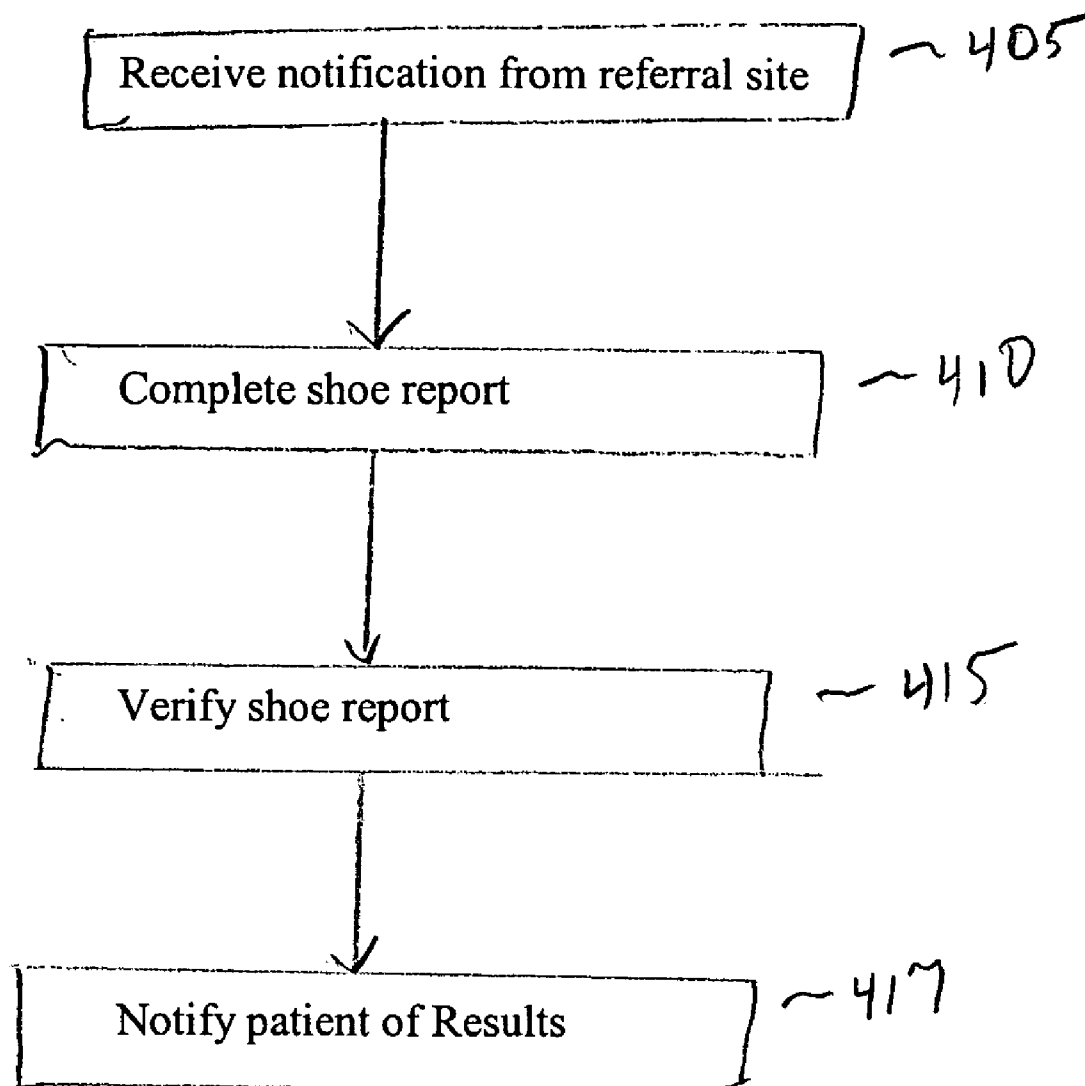 Receive notification from referral site ~ 405
Complete shoe report ~ 410
Verify shoe report ~ 415
Notify patient of Results ~ 417